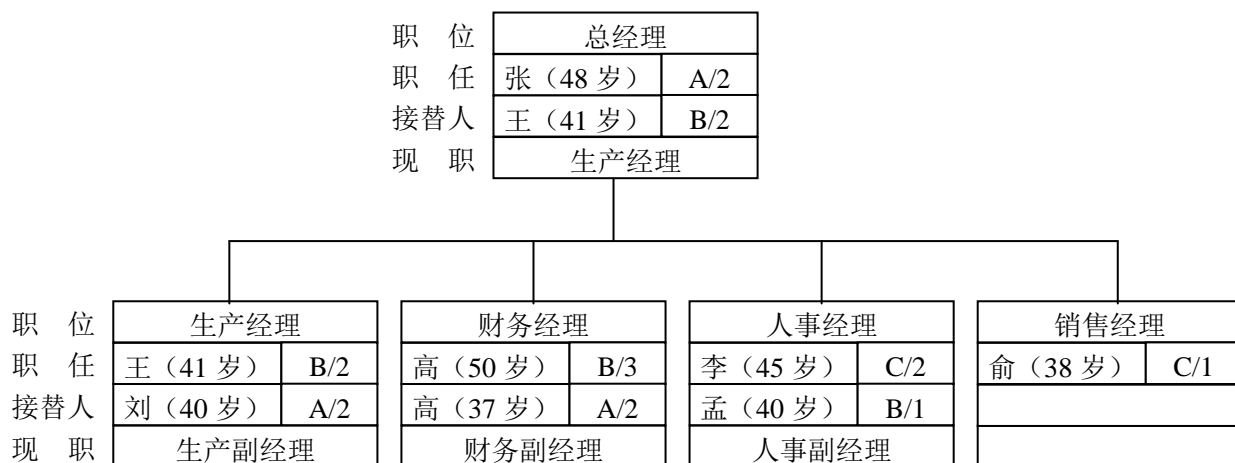 职 位 总经理
职 任 张（48 岁） A/2
接替人 王（41 岁） B/2
现 职 生产经理
职 位 生产经理 财务经理 人事经理 销售经理
职 任 王（41 岁） B/2 高（50 岁） B/3 李（45 岁） C/2 俞（38 岁） C/1
接替人 刘（40 岁） A/2 高（37 岁） A/2 孟（40 岁） B/1
现 职 生产副经理 财务副经理 人事副经理